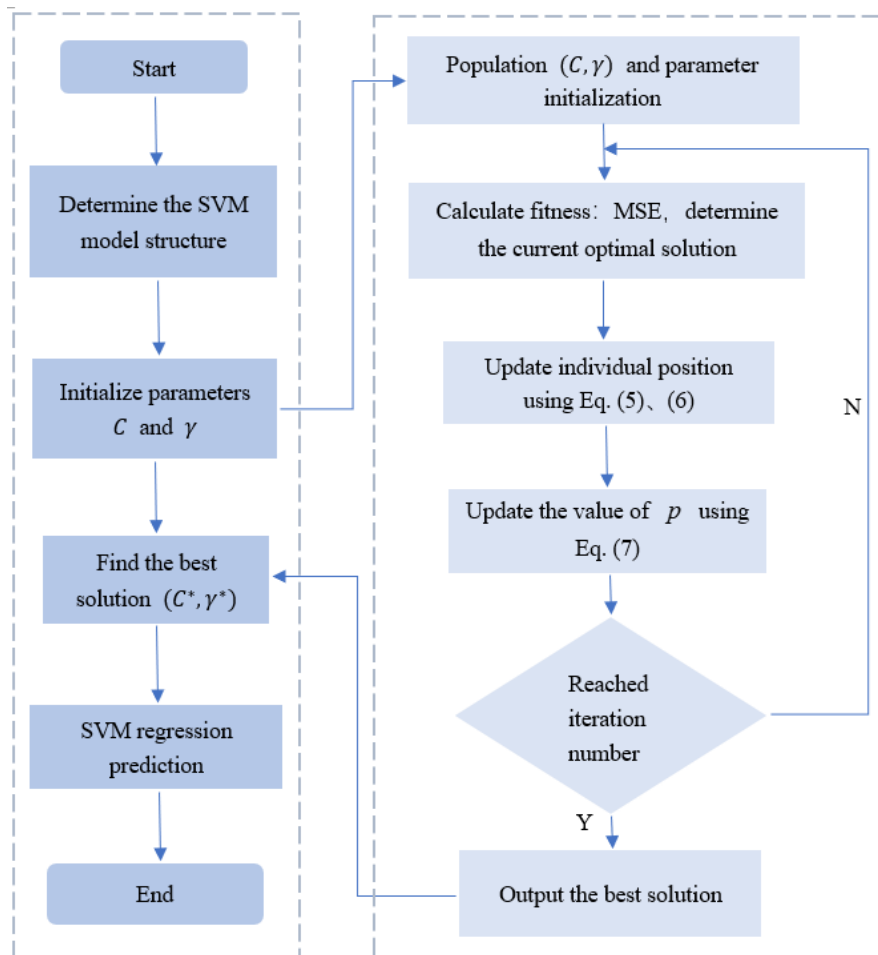 Start
Determine the SVM
model structure
Initialize parameters
C and γ
Find the best
solution (C*, γ*)
SVM regression
prediction
End
Population (C, γ) and parameter
initialization
Calculate fitness: MSE, determine
the current optimal solution
Update individual position
using Eq. (5)、(6)
Update the value of p using
Eq. (7)
Reached
iteration
number
N
Y
Output the best solution